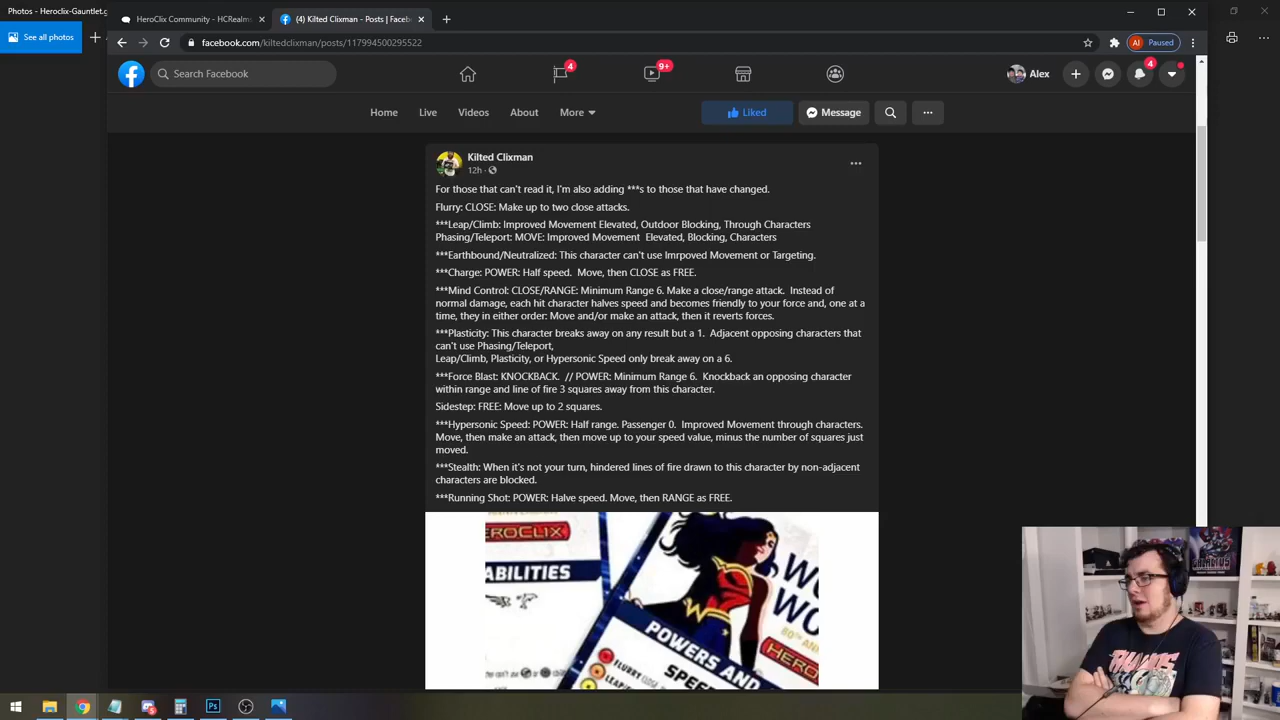 Photos - Heroclix-Gauntlet.g
HeroClix Community - HCRealm
(4) Kilted Clixman - Posts | Faceb
See all photos
facebook.com/kiltedclixman/posts/117994500295522
AI Paused
Search Facebook
4
9+
Alex
4
Home Live Videos About More
Liked
Message
Kilted Clixman
12h
For those that can't read it, I'm also adding ***s to those that have changed.
Flurry: CLOSE: Make up to two close attacks.
***Leap/Climb: Improved Movement Elevated, Outdoor Blocking, Through Characters
Phasing/Teleport: MOVE: Improved Movement Elevated, Blocking, Characters
***Earthbound/Neutralized: This character can't use Imrpoved Movement or Targeting.
***Charge: POWER: Half speed. Move, then CLOSE as FREE.
***Mind Control: CLOSE/RANGE: Minimum Range 6. Make a close/range attack. Instead of
normal damage, each hit character halves speed and becomes friendly to your force and, one at a
time, they in either order: Move and/or make an attack, then it reverts forces.
***Plasticity: This character breaks away on any result but a 1. Adjacent opposing characters that
can't use Phasing/Teleport,
Leap/Climb, Plasticity, or Hypersonic Speed only break away on a 6.
***Force Blast: KNOCKBACK. // POWER: Minimum Range 6. Knockback an opposing character
within range and line of fire 3 squares away from this character.
Sidestep: FREE: Move up to 2 squares.
***Hypersonic Speed: POWER: Half range. Passenger 0. Improved Movement through characters.
Move, then make an attack, then move up to your speed value, minus the number of squares just
moved.
***Stealth: When it's not your turn, hindered lines of fire drawn to this character by non-adjacent
characters are blocked.
***Running Shot: POWER: Halve speed. Move, then RANGE as FREE.
HEROCLIX
ABILITIES
WO
WO
80TH ANN
HERO
POWERS AND
SPE
FLURRY
LEAP/